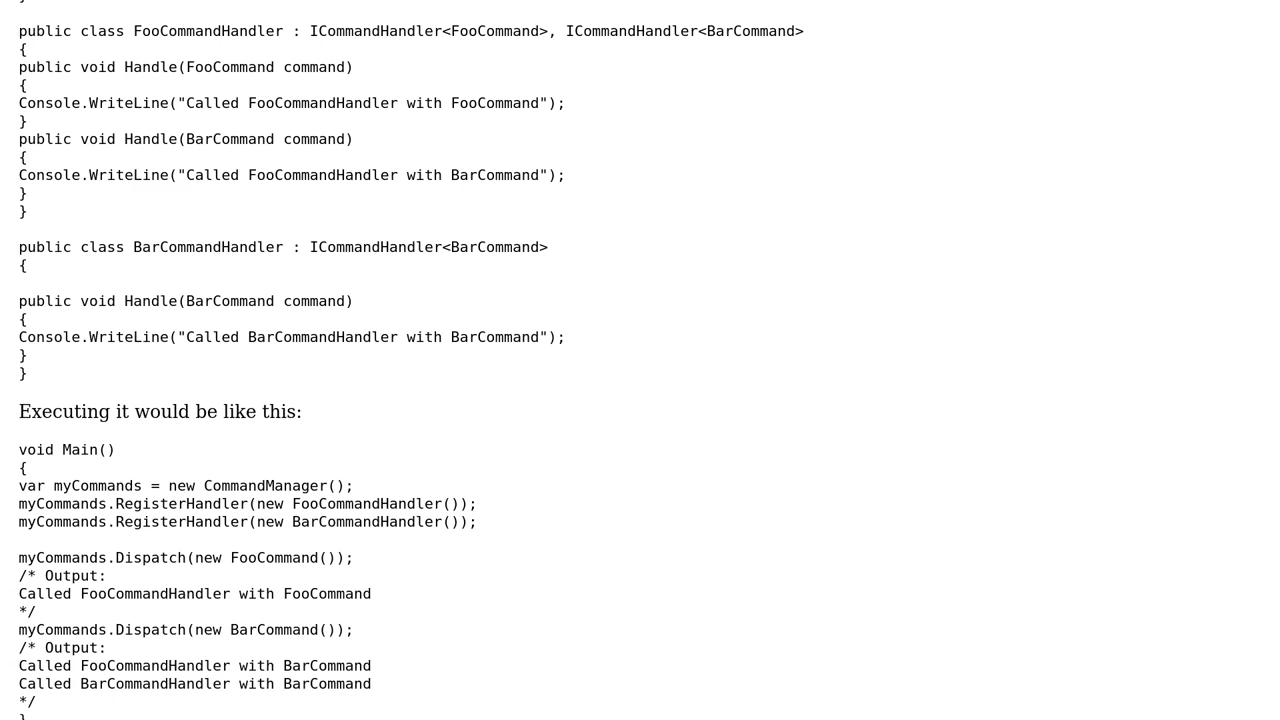 }
public class FooCommandHandler : ICommandHandler<FooCommand>, ICommandHandler<BarCommand>
{
public void Handle(FooCommand command)
{
Console.WriteLine("Called FooCommandHandler with FooCommand");
}
public void Handle(BarCommand command)
{
Console.WriteLine("Called FooCommandHandler with BarCommand");
}
}
public class BarCommandHandler : ICommandHandler<BarCommand>
{
public void Handle(BarCommand command)
{
Console.WriteLine("Called BarCommandHandler with BarCommand");
}
}
Executing it would be like this:
void Main()
{
var myCommands = new CommandManager();
myCommands.RegisterHandler(new FooCommandHandler());
myCommands.RegisterHandler(new BarCommandHandler());
myCommands.Dispatch(new FooCommand());
/* Output:
Called FooCommandHandler with FooCommand
*/
myCommands.Dispatch(new BarCommand());
/* Output:
Called FooCommandHandler with BarCommand
Called BarCommandHandler with BarCommand
*/
}